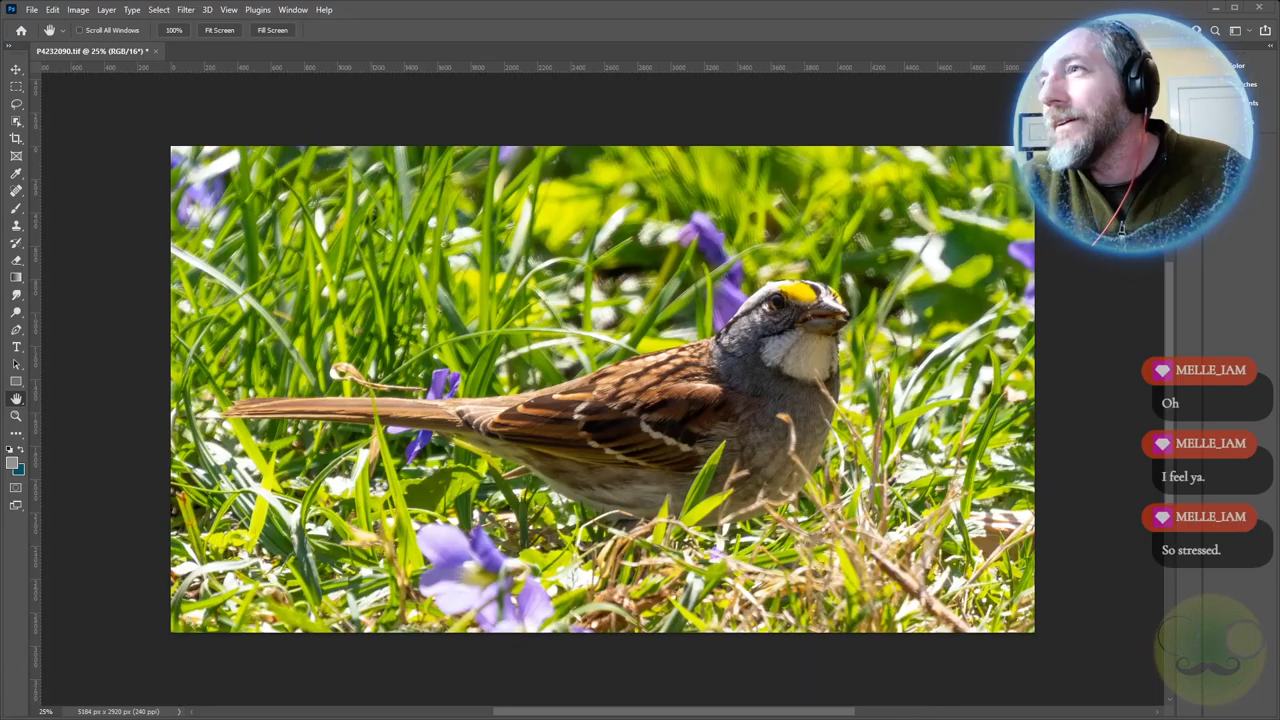 File Edit Image Layer Type Select Filter 3D View Plugins Window Help
Scroll All Windows 100% Fit Screen Fill Screen
P4232090.tif @ 25% (RGB/16*) *
MELLE_IAM
Oh
MELLE_IAM
I feel ya.
MELLE_IAM
So stressed.
25% 5184 px x 2920 px (240 ppi)